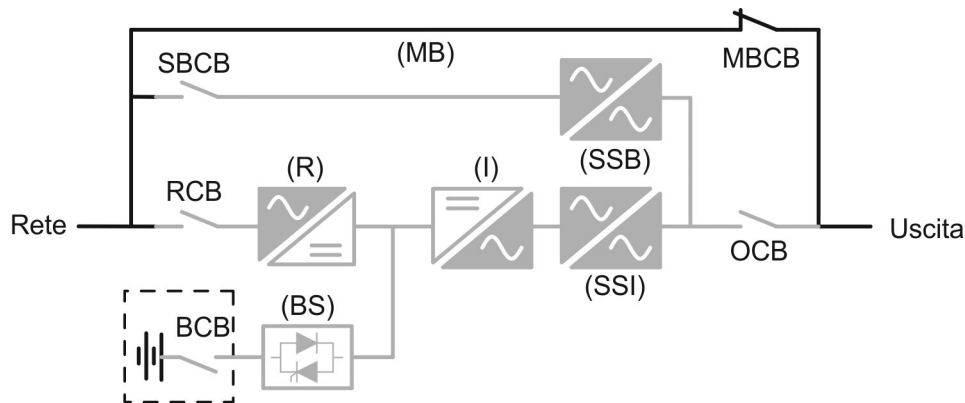 (MB)
MBCB
SBCB
(SSB)
(R)
(I)
RCB
Rete
Uscita
OCB
(SSI)
(BS)
BCB